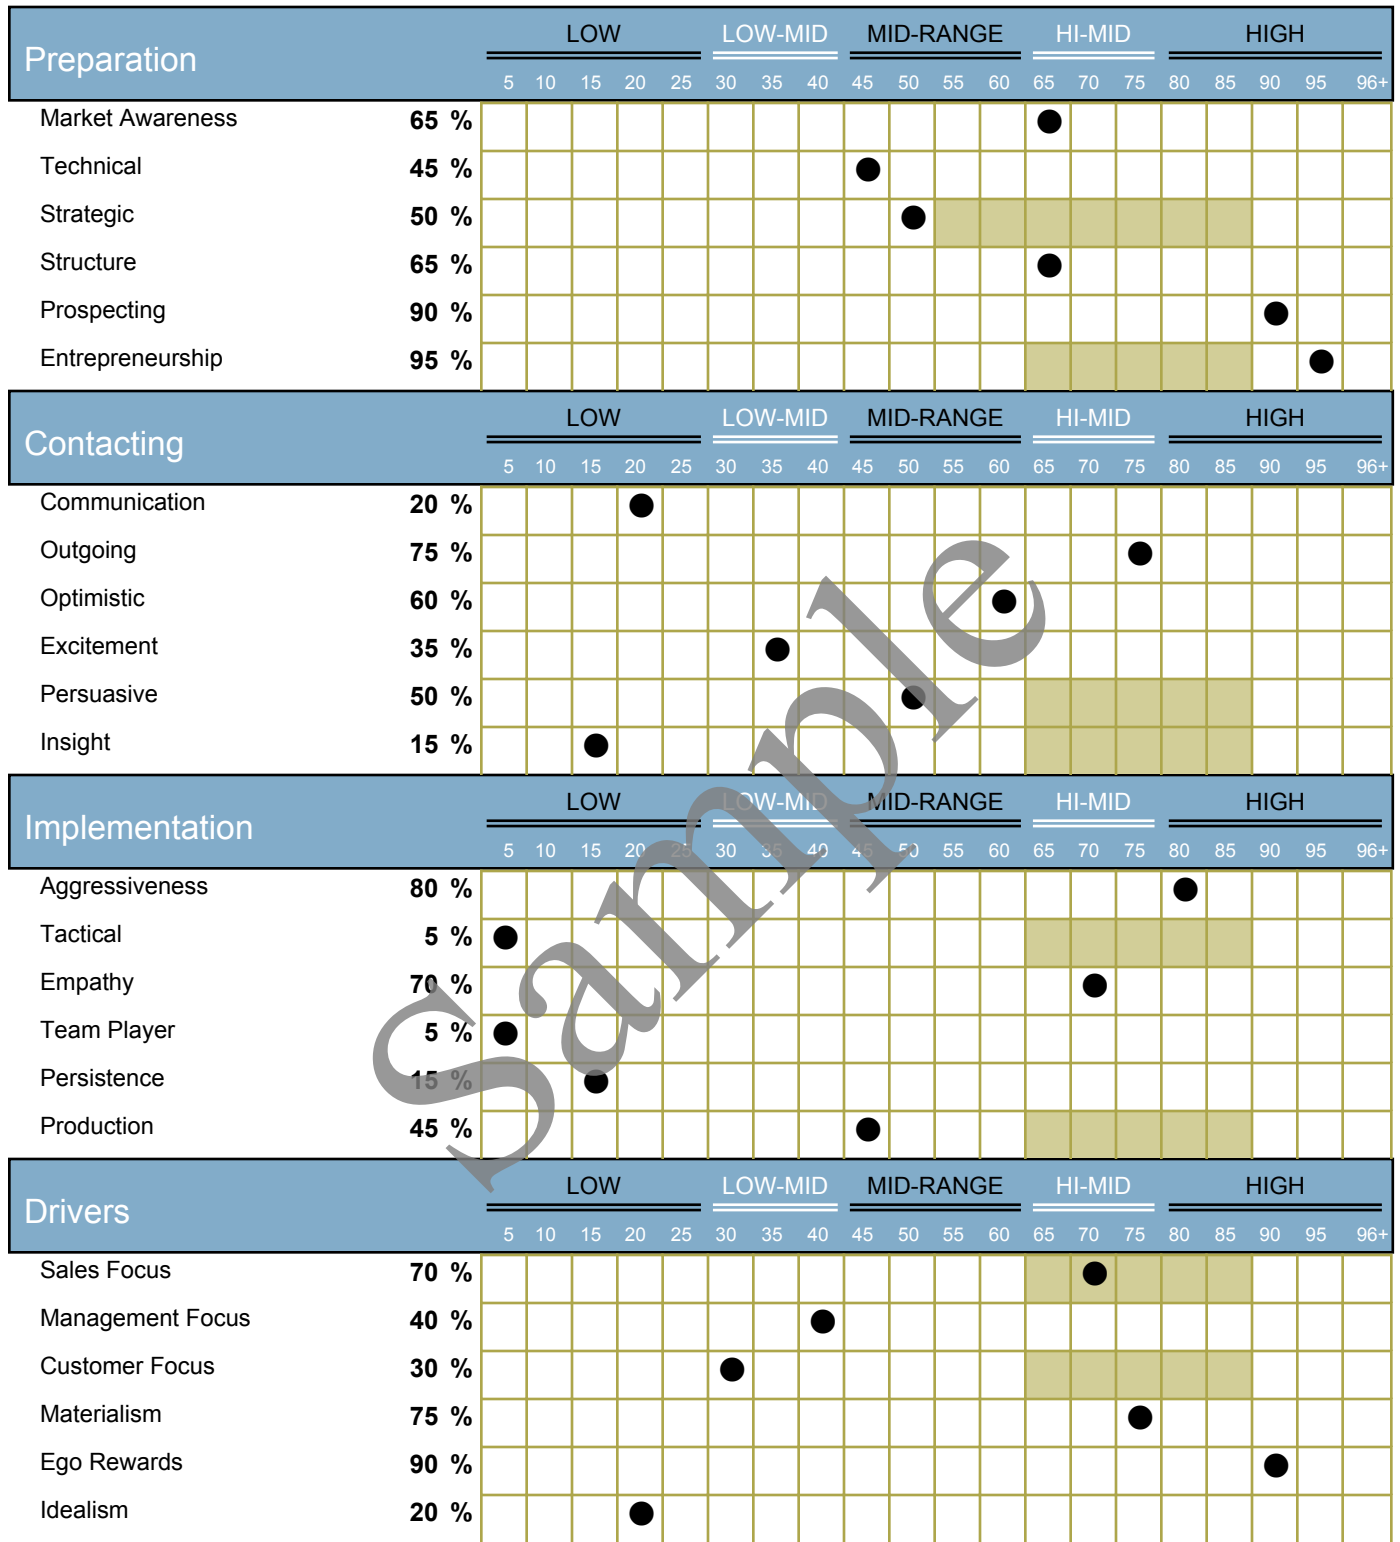 Preparation
LOW LOW-MID MID-RANGE HI-MID HIGH
5 10 15 20 25 30 35 40 45 50 55 60 65 70 75 80 85 90 95 96+
Market Awareness 65 %
Technical 45 %
Strategic 50 %
Structure 65 %
Prospecting 90 %
Entrepreneurship 95 %
Contacting
LOW LOW-MID MID-RANGE HI-MID HIGH
5 10 15 20 25 30 35 40 45 50 55 60 65 70 75 80 85 90 95 96+
Communication 20 %
Outgoing 75 %
Optimistic 60 %
Excitement 35 %
Persuasive 50 %
Insight 15 %
Implementation
LOW LOW-MID MID-RANGE HI-MID HIGH
5 10 15 20 25 30 35 40 45 50 55 60 65 70 75 80 85 90 95 96+
Aggressiveness 80 %
Tactical 5 %
Empathy 70 %
Team Player 5 %
Persistence 15 %
Production 45 %
Drivers
LOW LOW-MID MID-RANGE HI-MID HIGH
5 10 15 20 25 30 35 40 45 50 55 60 65 70 75 80 85 90 95 96+
Sales Focus 70 %
Management Focus 40 %
Customer Focus 30 %
Materialism 75 %
Ego Rewards 90 %
Idealism 20 %
Sample